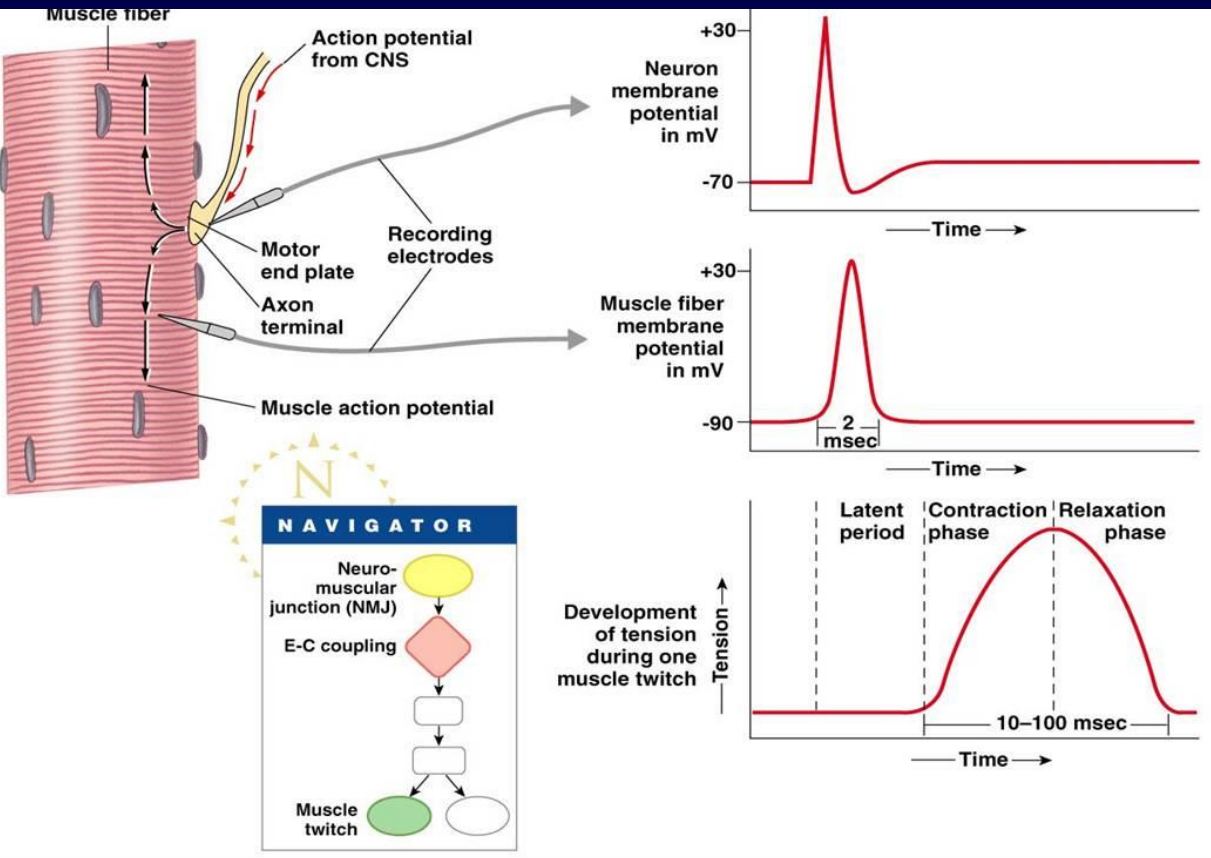 Muscle fiber
Action potential
from CNS
Motor
end plate
Axon
terminal
Recording
electrodes
Muscle action potential
+30
Neuron
membrane
potential
in mV
-70
Time
+30
Muscle fiber
membrane
potential
in mV
-90
2
msec
Time
Latent
period
Contraction
phase
Relaxation
phase
Development
of tension
during one
muscle twitch
Tension
10–100 msec
Time
N
NAVIGATOR
Neuro-
muscular
junction (NMJ)
E-C coupling
Muscle
twitch